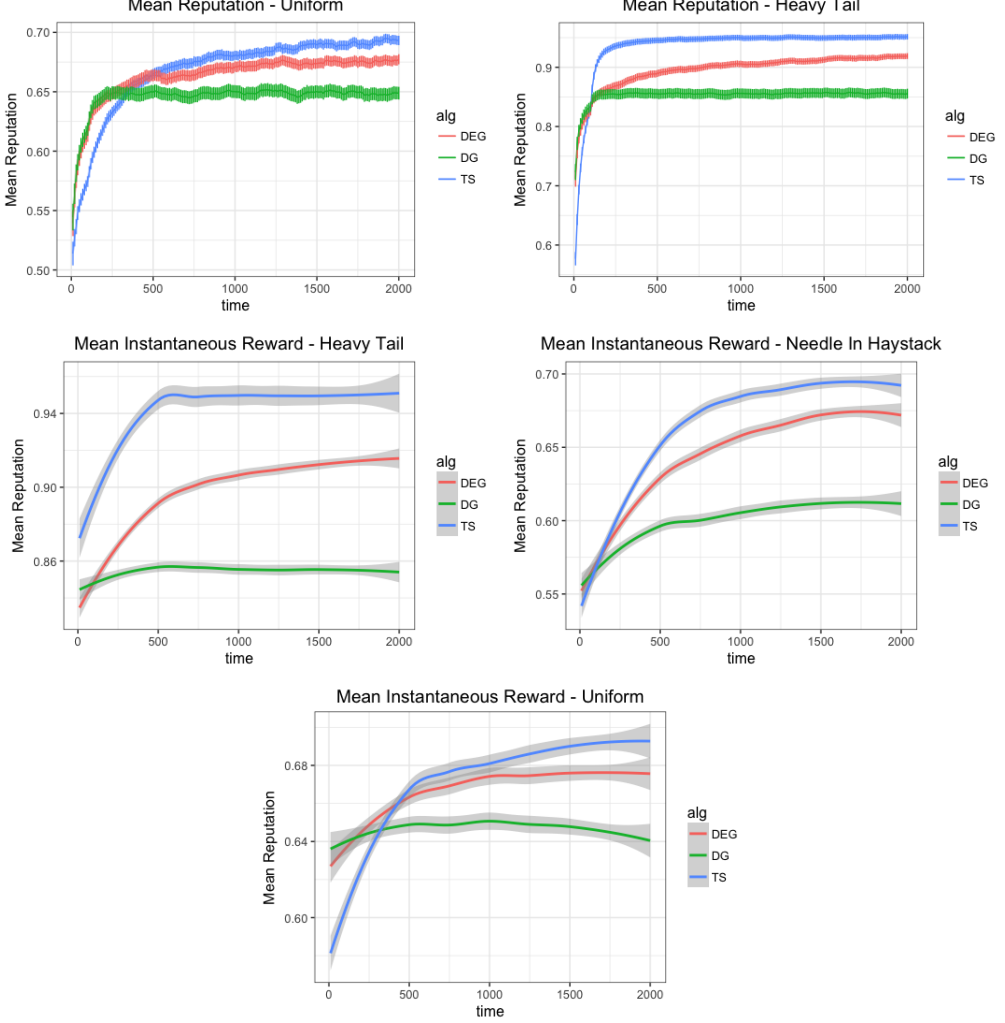 Mean Reputation - Uniform
0.70
0.65
0.60
0.55
0.50
Mean Reputation
0
500
1000
1500
2000
time
alg
DEG
DG
TS
Mean Reputation - Heavy Tail
0.9
0.8
0.7
0.6
Mean Reputation
0
500
1000
1500
2000
time
alg
DEG
DG
TS
Mean Instantaneous Reward - Heavy Tail
0.94
0.90
0.86
Mean Reputation
0
500
1000
1500
2000
time
alg
DEG
DG
TS
Mean Instantaneous Reward - Needle In Haystack
0.70
0.65
0.60
0.55
Mean Reputation
0
500
1000
1500
2000
time
alg
DEG
DG
TS
Mean Instantaneous Reward - Uniform
0.68
0.64
0.60
Mean Reputation
0
500
1000
1500
2000
time
alg
DEG
DG
TS